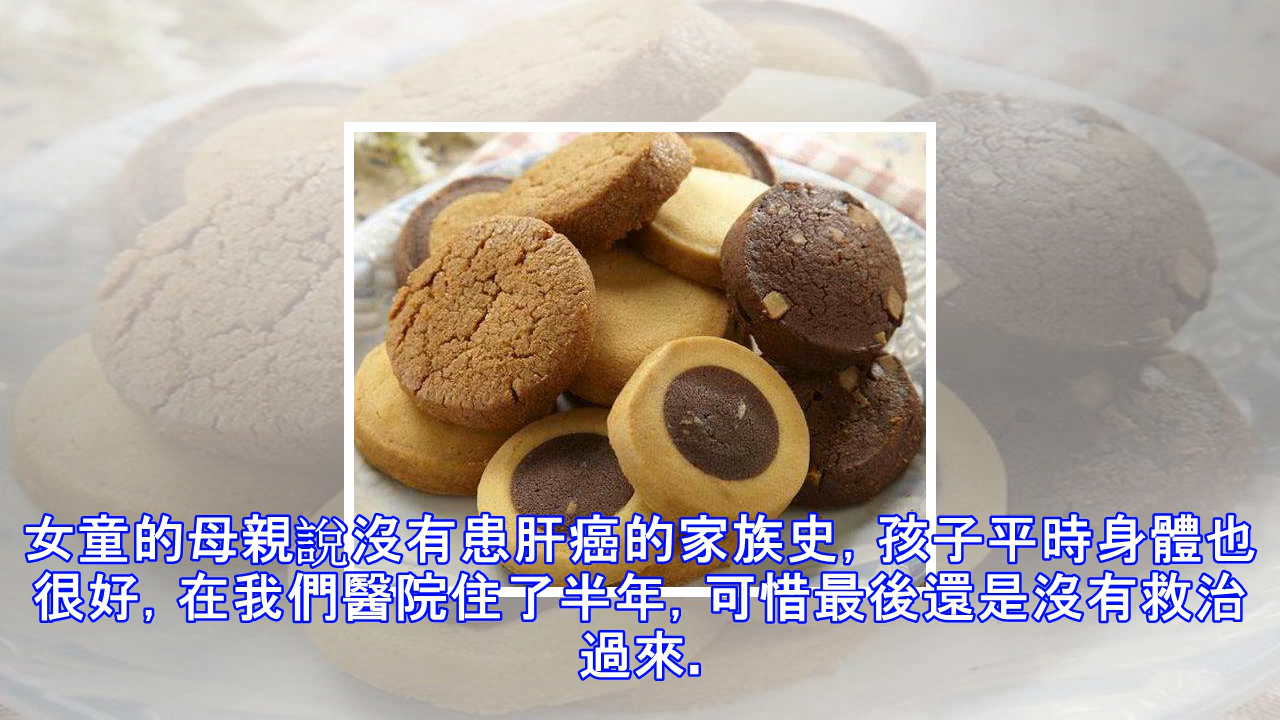 女童的母親說沒有患肝癌的家族史, 孩子平時身體也
很好, 在我們醫院住了半年, 可惜最後還是沒有救治
過來.